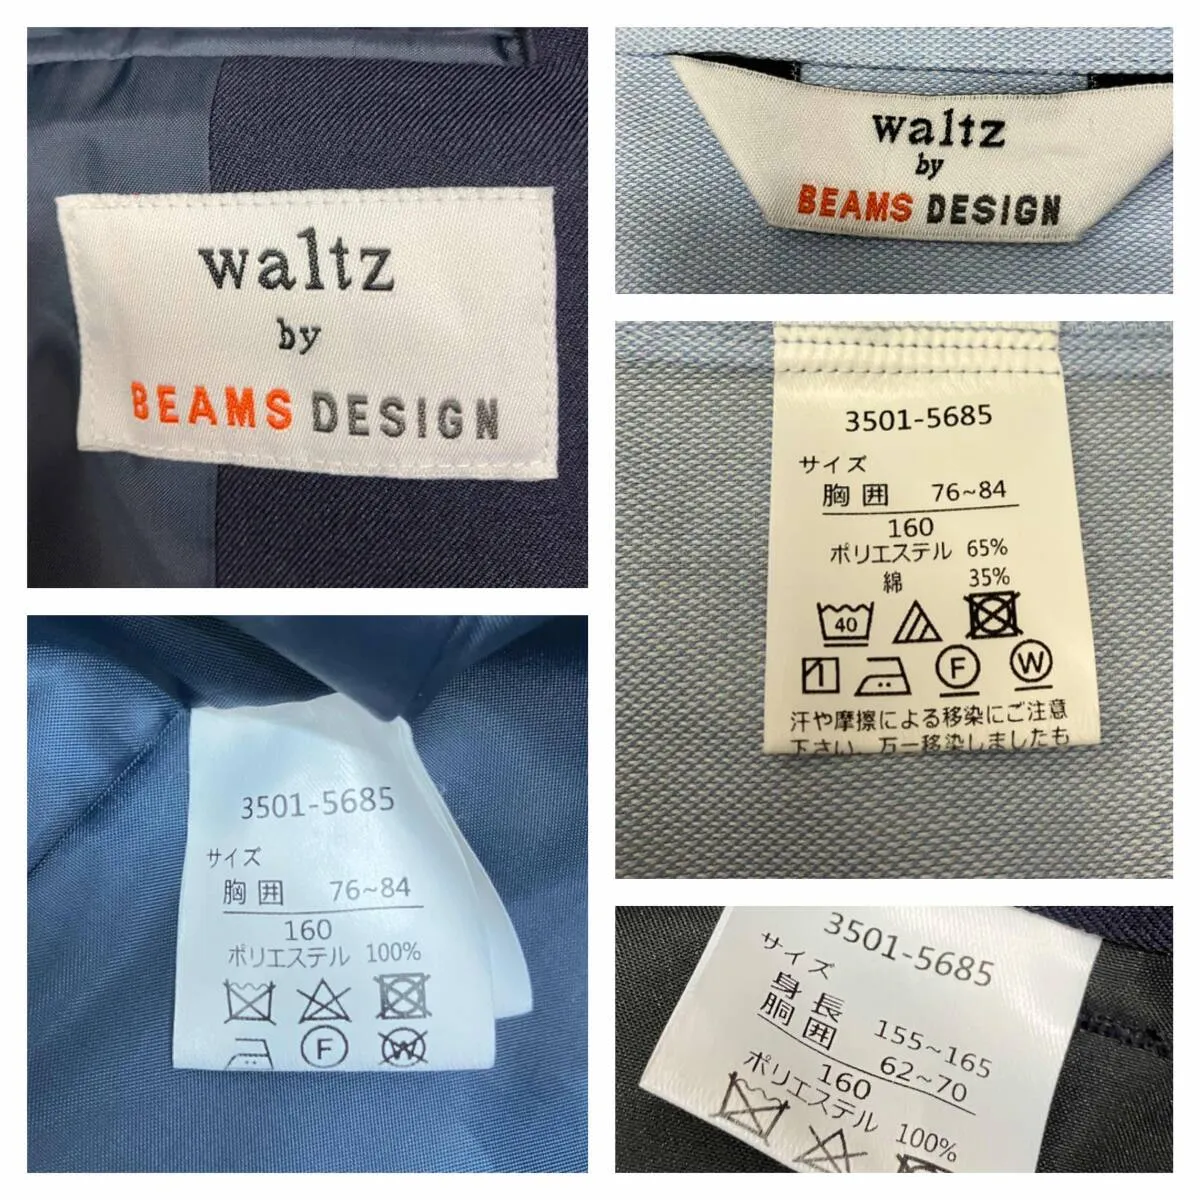 waltz
by
BEAMS DESIGN
waltz
by
BEAMS DESIGN
3501-5685
サイズ
胸囲 76~84
160
ポリエステル 65%
綿 35%
40
F W
汗や摩擦による移染にご注意
下さい。万一移染しましたも
3501-5685
サイズ
胸囲 76~84
160
ポリエステル 100%
F W
3501-5685
サイズ
身長 155~165
胴囲 62~70
160
ポリエステル 100%